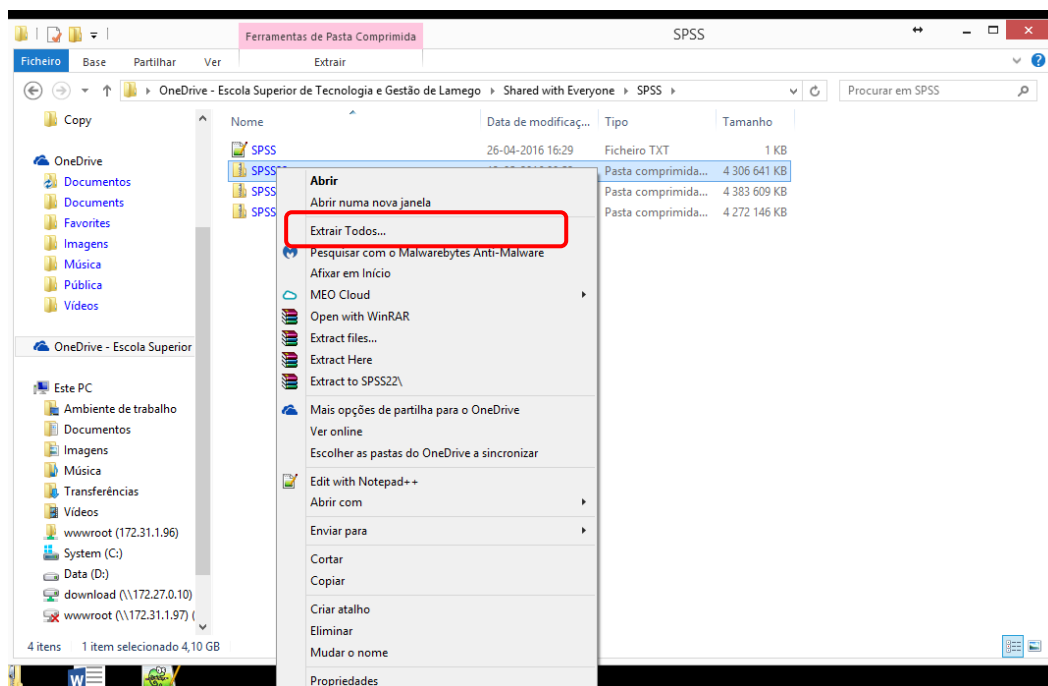 Ferramentas de Pasta Comprimida
SPSS
Ficheiro Base Partilhar Ver Extrair
OneDrive - Escola Superior de Tecnologia e Gestão de Lamego Shared with Everyone SPSS
Procurar em SPSS
Nome Data de modificaç... Tipo Tamanho
SPSS 26-04-2016 16:29 Ficheiro TXT 1 KB
SPSS22 Pasta comprimida... 4 306 641 KB
SPSS Pasta comprimida... 4 383 609 KB
SPSS Pasta comprimida... 4 272 146 KB
Copy
OneDrive
Documentos
Documents
Favorites
Imagens
Música
Pública
Vídeos
OneDrive - Escola Superior
Este PC
Ambiente de trabalho
Documentos
Imagens
Música
Transferências
Vídeos
wwwroot (172.31.1.96)
System (C:)
Data (D:)
download (\\172.27.0.10)
wwwroot (\\172.31.1.97) (
Abrir
Abrir numa nova janela
Extrair Todos...
Pesquisar com o Malwarebytes Anti-Malware
Afixar em Início
MEO Cloud
Open with WinRAR
Extract files...
Extract Here
Extract to SPSS22\
Mais opções de partilha para o OneDrive
Ver online
Escolher as pastas do OneDrive a sincronizar
Edit with Notepad++
Abrir com
Enviar para
Cortar
Copiar
Criar atalho
Eliminar
Mudar o nome
Propriedades
4 itens 1 item selecionado 4,10 GB